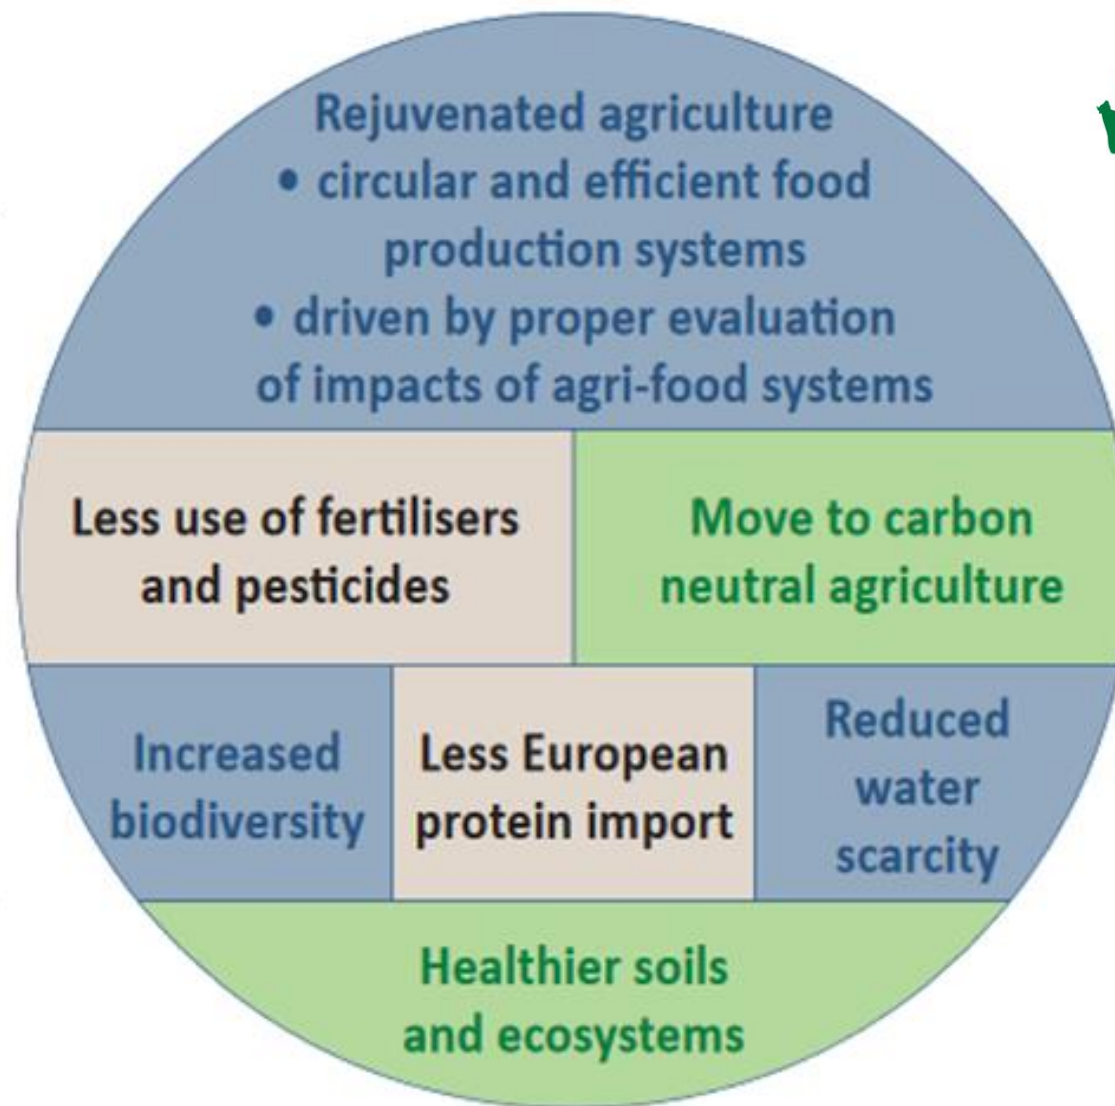 Rejuvenated agriculture
• circular and efficient food
production systems
• driven by proper evaluation
of impacts of agri-food systems
Less use of fertilisers
and pesticides
Move to carbon
neutral agriculture
Increased
biodiversity
Less European
protein import
Reduced
water
scarcity
Healthier soils
and ecosystems